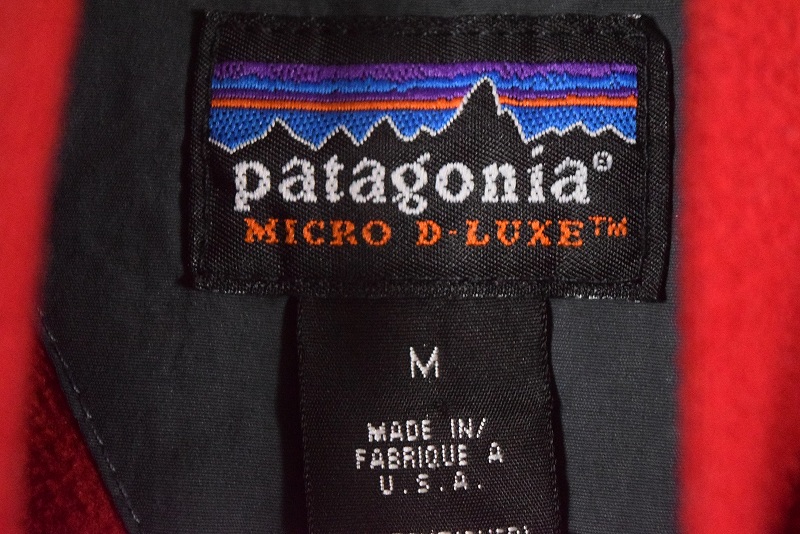 patagonia®
MICRO D-LUXE™
M
MADE IN/
FABRIQUE A
U.S.A.